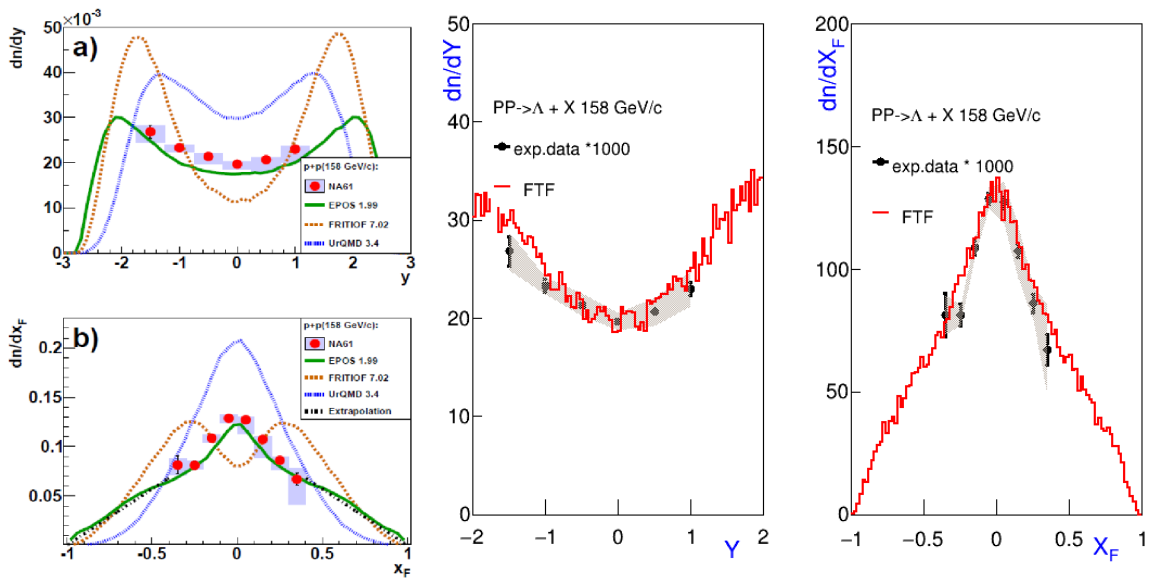 ×10⁻³
dn/dy
50
40
30
20
10
0
a)
p+p(158 GeV/c):
NA61
EPOS 1.99
FRITIOF 7.02
UrQMD 3.4
-3 -2 -1 0 1 2 3
y
dn/dx_F
0.2
0.15
0.1
0.05
b)
p+p(158 GeV/c):
NA61
EPOS 1.99
FRITIOF 7.02
UrQMD 3.4
Extrapolation
-1 -0.5 0 0.5 1
x_F
dn/dY
50
40
30
20
10
0
PP->Λ + X 158 GeV/c
exp.data *1000
FTF
−2 −1 0 1 2
Y
dn/dX_F
200
150
100
50
0
PP->Λ + X 158 GeV/c
exp.data * 1000
FTF
−1 −0.5 0 0.5 1
X_F